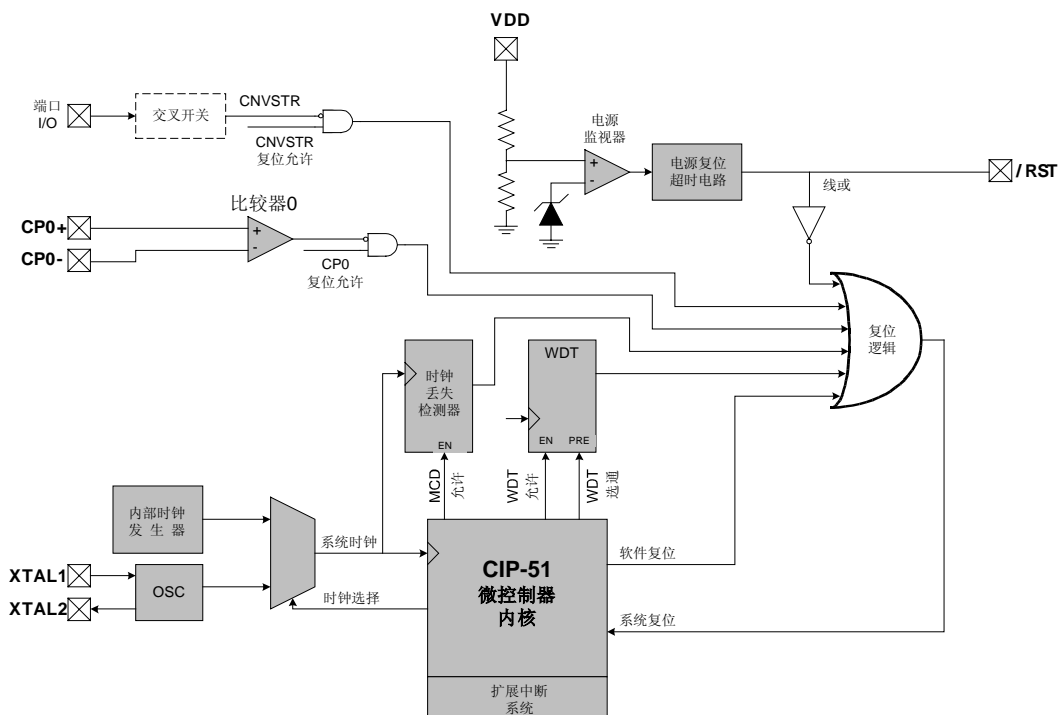 VDD
端口
I/O
交叉开关
CNVSTR
CNVSTR
复位允许
电源
监视器
+
-
电源复位
超时电路
/RST
线或
比较器0
CP0+
CP0-
+
-
CP0
复位允许
复位
逻辑
时钟
丢失
检测器
EN
WDT
EN
PRE
MCD
允许
WDT
允许
WDT
选通
内部时钟
发 生 器
系统时钟
XTAL1
XTAL2
OSC
时钟选择
CIP-51
微控制器
内核
软件复位
系统复位
扩展中断
系统